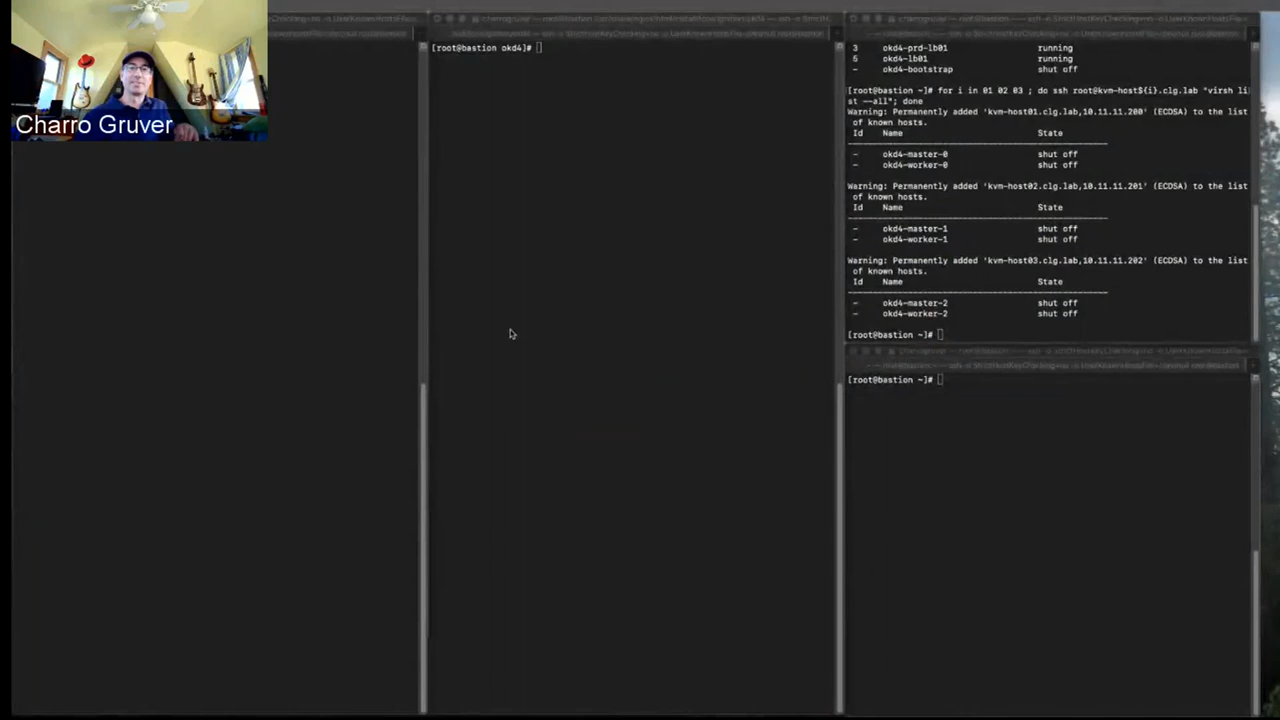 Charro Gruver
[root@bastion okd4]#
3 okd4-prd-lb01 running
5 okd4-lb01 running
- okd4-bootstrap shut off
[root@bastion ~]# for i in 01 02 03 ; do ssh root@kvm-host${i}.clg.lab "virsh li
st --all"; done
Warning: Permanently added 'kvm-host01.clg.lab,10.11.11.200' (ECDSA) to the list
of known hosts.
Id Name State
- okd4-master-0 shut off
- okd4-worker-0 shut off
Warning: Permanently added 'kvm-host02.clg.lab,10.11.11.201' (ECDSA) to the list
of known hosts.
Id Name State
- okd4-master-1 shut off
- okd4-worker-1 shut off
Warning: Permanently added 'kvm-host03.clg.lab,10.11.11.202' (ECDSA) to the list
of known hosts.
Id Name State
- okd4-master-2 shut off
- okd4-worker-2 shut off
[root@bastion ~]#
[root@bastion ~]#